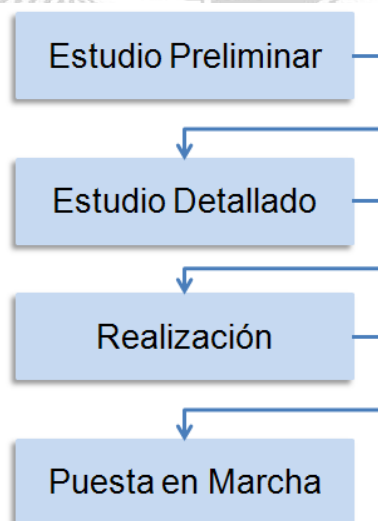 Estudio Preliminar
Estudio Detallado
Realización
Puesta en Marcha